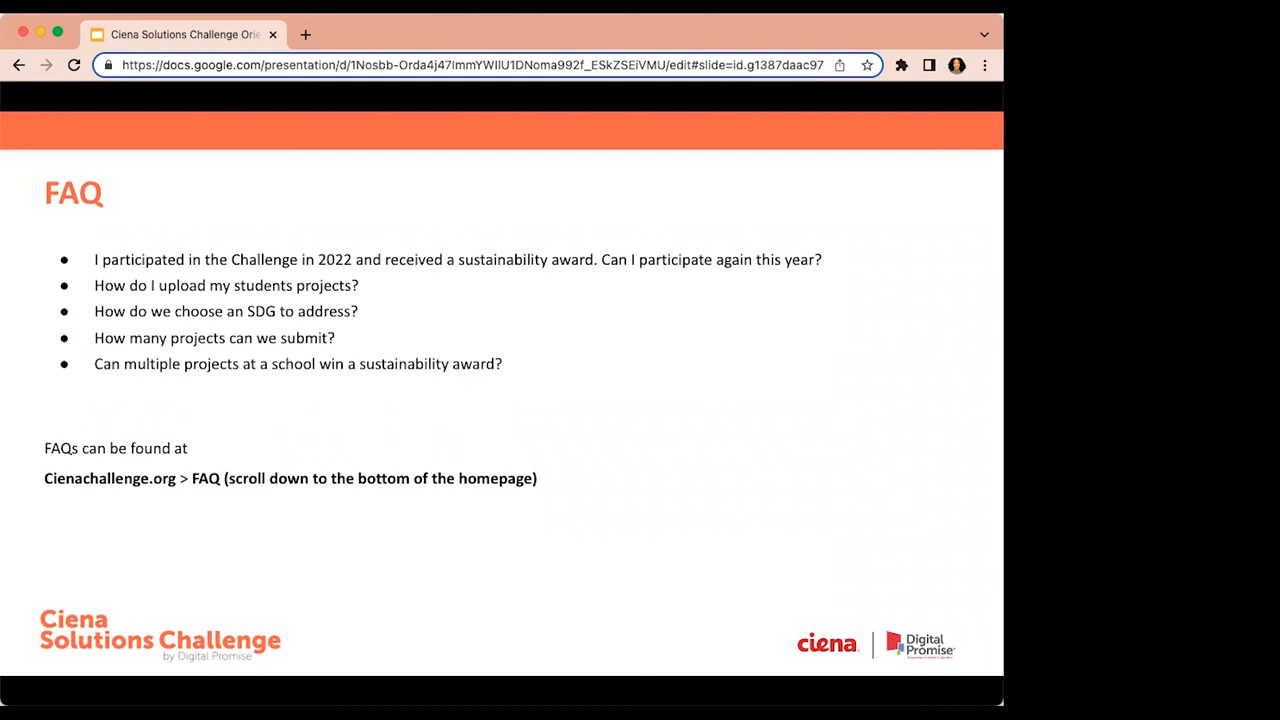 Ciena Solutions Challenge Orie
https://docs.google.com/presentation/d/1Nosbb-Orda4j47lmmYWIlU1DNoma992f_ESkZSEiVMU/edit#slide=id.g1387daac97
FAQ
● I participated in the Challenge in 2022 and received a sustainability award. Can I participate again this year?
● How do I upload my students projects?
● How do we choose an SDG to address?
● How many projects can we submit?
● Can multiple projects at a school win a sustainability award?
FAQs can be found at
Cienachallenge.org > FAQ (scroll down to the bottom of the homepage)
Ciena
Solutions Challenge
by Digital Promise
ciena
Digital
Promise